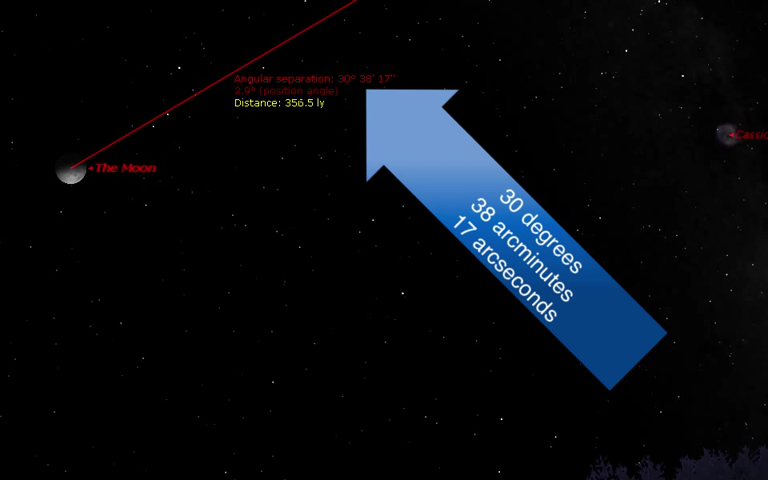 Angular separation: 30° 38' 17"
2.9° (position angle)
Distance: 356.5 ly
The Moon
30 degrees
38 arcminutes
17 arcseconds